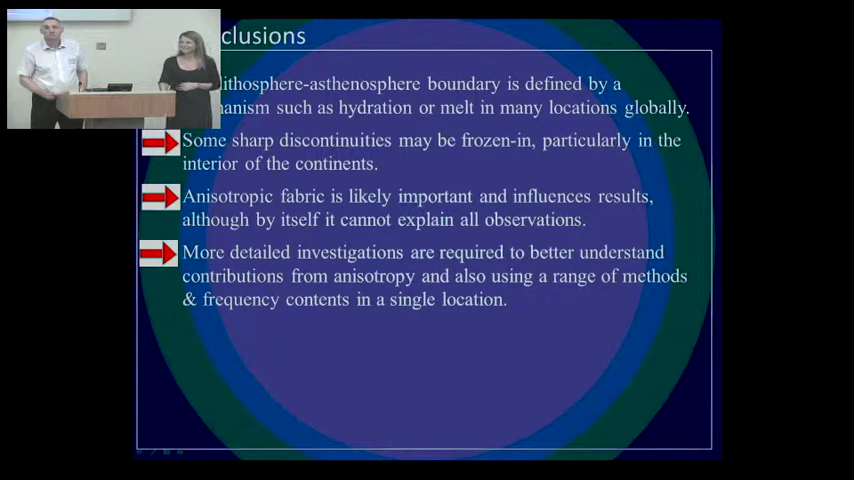 clusions
ithosphere-asthenosphere boundary is defined by a
anism such as hydration or melt in many locations globally.
Some sharp discontinuities may be frozen-in, particularly in the
interior of the continents.
Anisotropic fabric is likely important and influences results,
although by itself it cannot explain all observations.
More detailed investigations are required to better understand
contributions from anisotropy and also using a range of methods
& frequency contents in a single location.